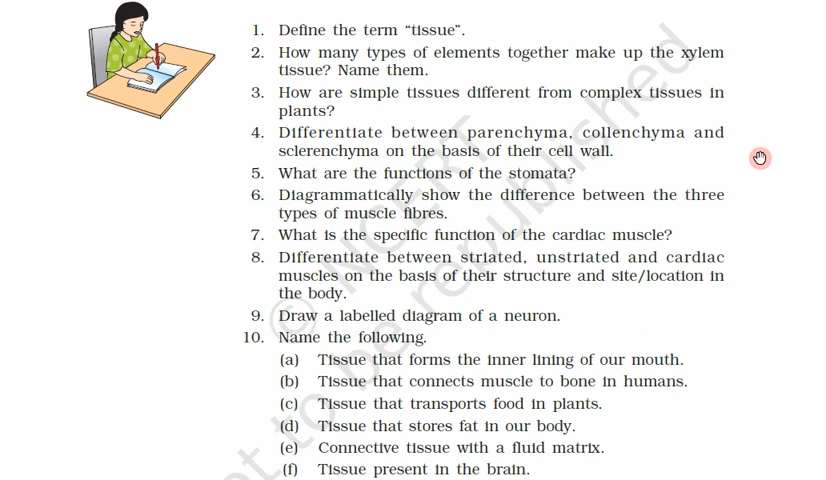 1. Define the term “tissue”.
2. How many types of elements together make up the xylem
tissue? Name them.
3. How are simple tissues different from complex tissues in
plants?
4. Differentiate between parenchyma, collenchyma and
sclerenchyma on the basis of their cell wall.
5. What are the functions of the stomata?
6. Diagrammatically show the difference between the three
types of muscle fibres.
7. What is the specific function of the cardiac muscle?
8. Differentiate between striated, unstriated and cardiac
muscles on the basis of their structure and site/location in
the body.
9. Draw a labelled diagram of a neuron.
10. Name the following.
(a) Tissue that forms the inner lining of our mouth.
(b) Tissue that connects muscle to bone in humans.
(c) Tissue that transports food in plants.
(d) Tissue that stores fat in our body.
(e) Connective tissue with a fluid matrix.
(f) Tissue present in the brain.
© NCERT
not to be republished